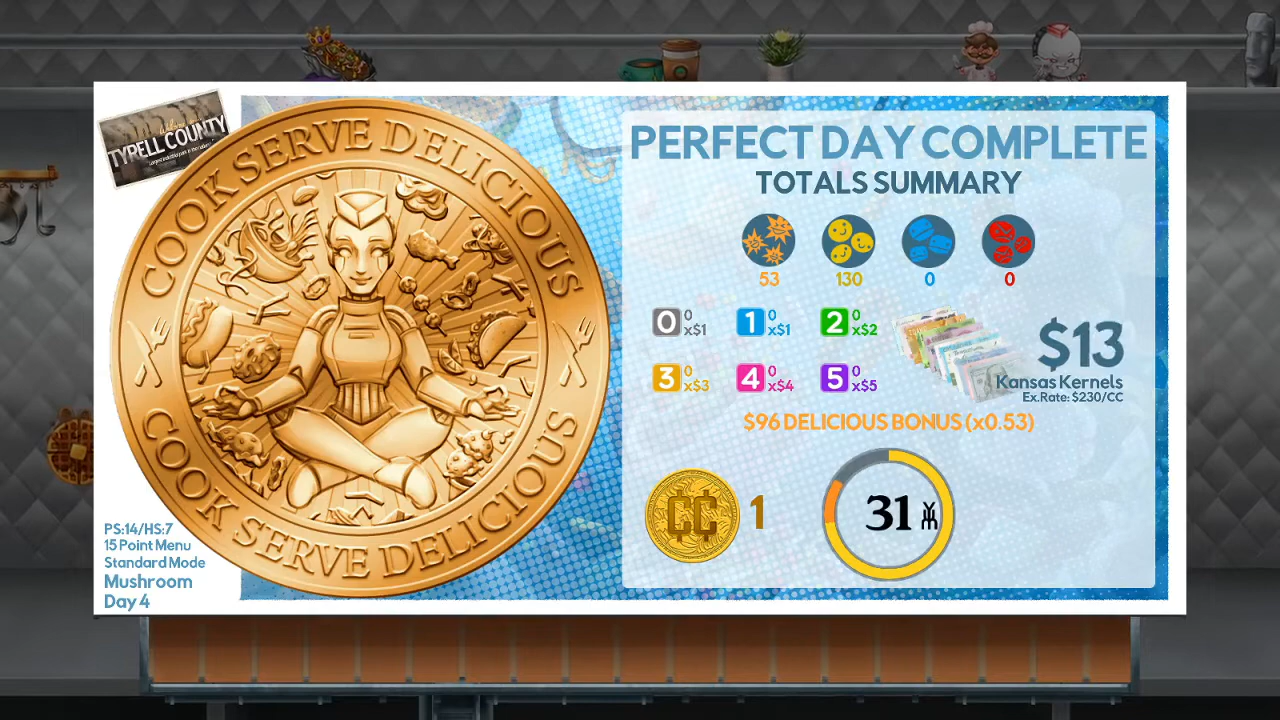 TYRELL COUNTY
COOK SERVE DELICIOUS
COOK SERVE DELICIOUS
PS:14/HS:7
15 Point Menu
Standard Mode
Mushroom
Day 4
PERFECT DAY COMPLETE
TOTALS SUMMARY
53 130 0 0
0 0 x$1 1 0 x$1 2 0 x$2
3 0 x$3 4 0 x$4 5 0 x$5
$13
Kansas Kernels
Ex.Rate: $230/CC
$96 DELICIOUS BONUS (x0.53)
CC 1
31